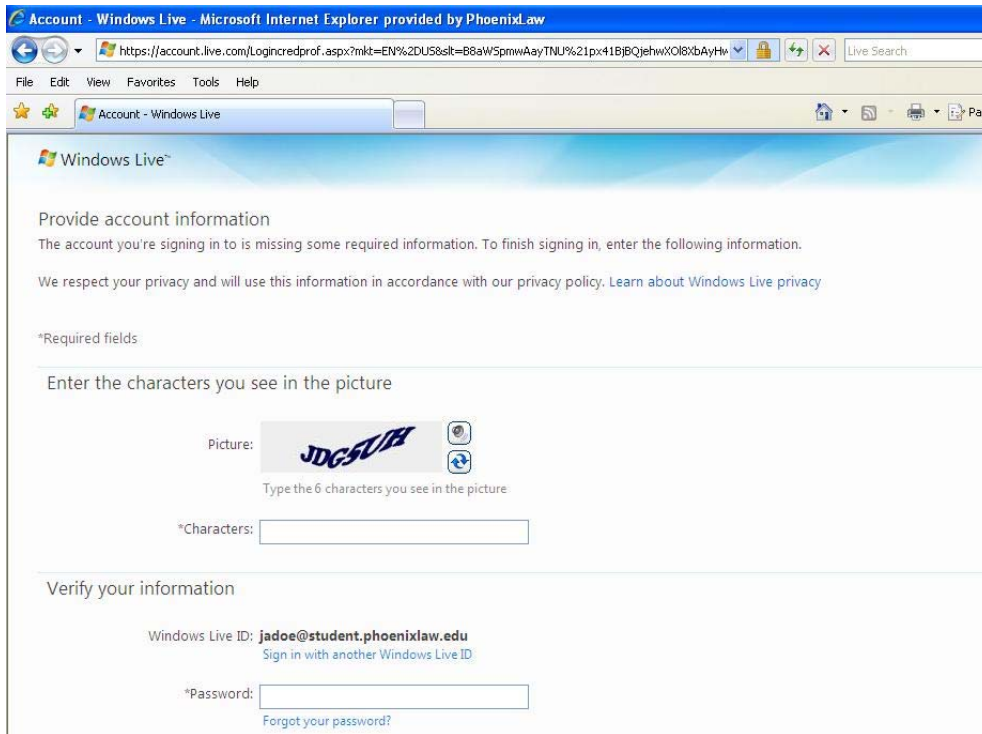 Account - Windows Live - Microsoft Internet Explorer provided by PhoenixLaw
https://account.live.com/Logincredprof.aspx?mkt=EN%2DUS&slt=B8aWSpmwAayTNU%21px41BjBQjehwXOl8XbAyHw Live Search
File Edit View Favorites Tools Help
Account - Windows Live Pa
Windows Live™
Provide account information
The account you're signing in to is missing some required information. To finish signing in, enter the following information.
We respect your privacy and will use this information in accordance with our privacy policy. Learn about Windows Live privacy
*Required fields
Enter the characters you see in the picture
Picture:
Type the 6 characters you see in the picture
*Characters:
Verify your information
Windows Live ID: jadoe@student.phoenixlaw.edu
Sign in with another Windows Live ID
*Password:
Forgot your password?